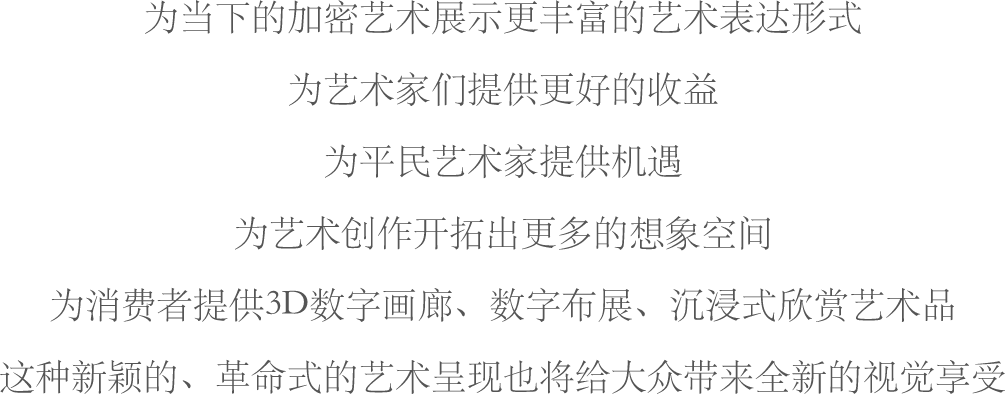 为当下的加密艺术展示更丰富的艺术表达形式
为艺术家们提供更好的收益
为平民艺术家提供机遇
为艺术创作开拓出更多的想象空间
为消费者提供3D数字画廊、数字布展、沉浸式欣赏艺术品
这种新颖的、革命式的艺术呈现也将给大众带来全新的视觉享受